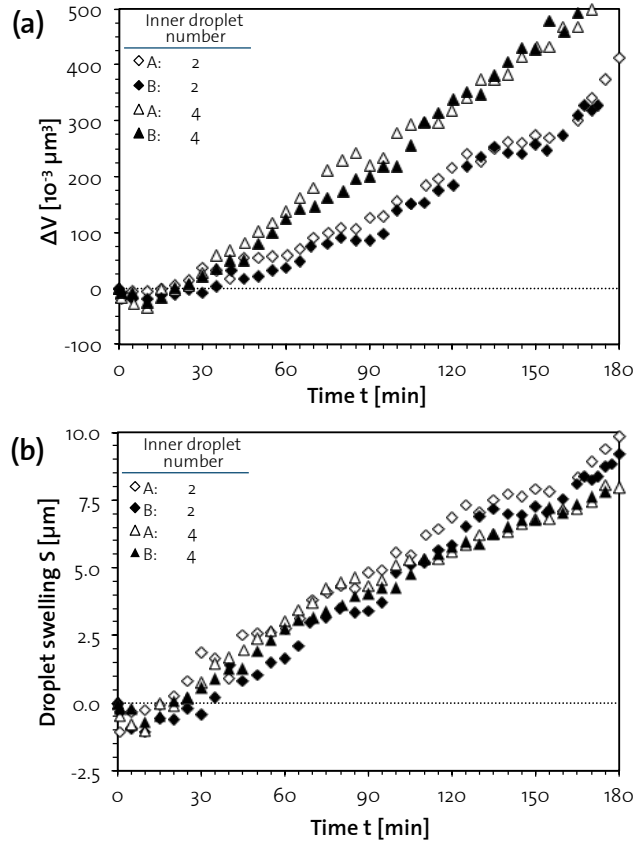 (a)
500
400
300
200
100
0
-100
ΔV [10⁻³ µm³]
Inner droplet
number
A: 2
B: 2
A: 4
B: 4
0 30 60 90 120 150 180
Time t [min]
(b)
10.0
7.5
5.0
2.5
0.0
-2.5
Droplet swelling S [µm]
Inner droplet
number
A: 2
B: 2
A: 4
B: 4
0 30 60 90 120 150 180
Time t [min]